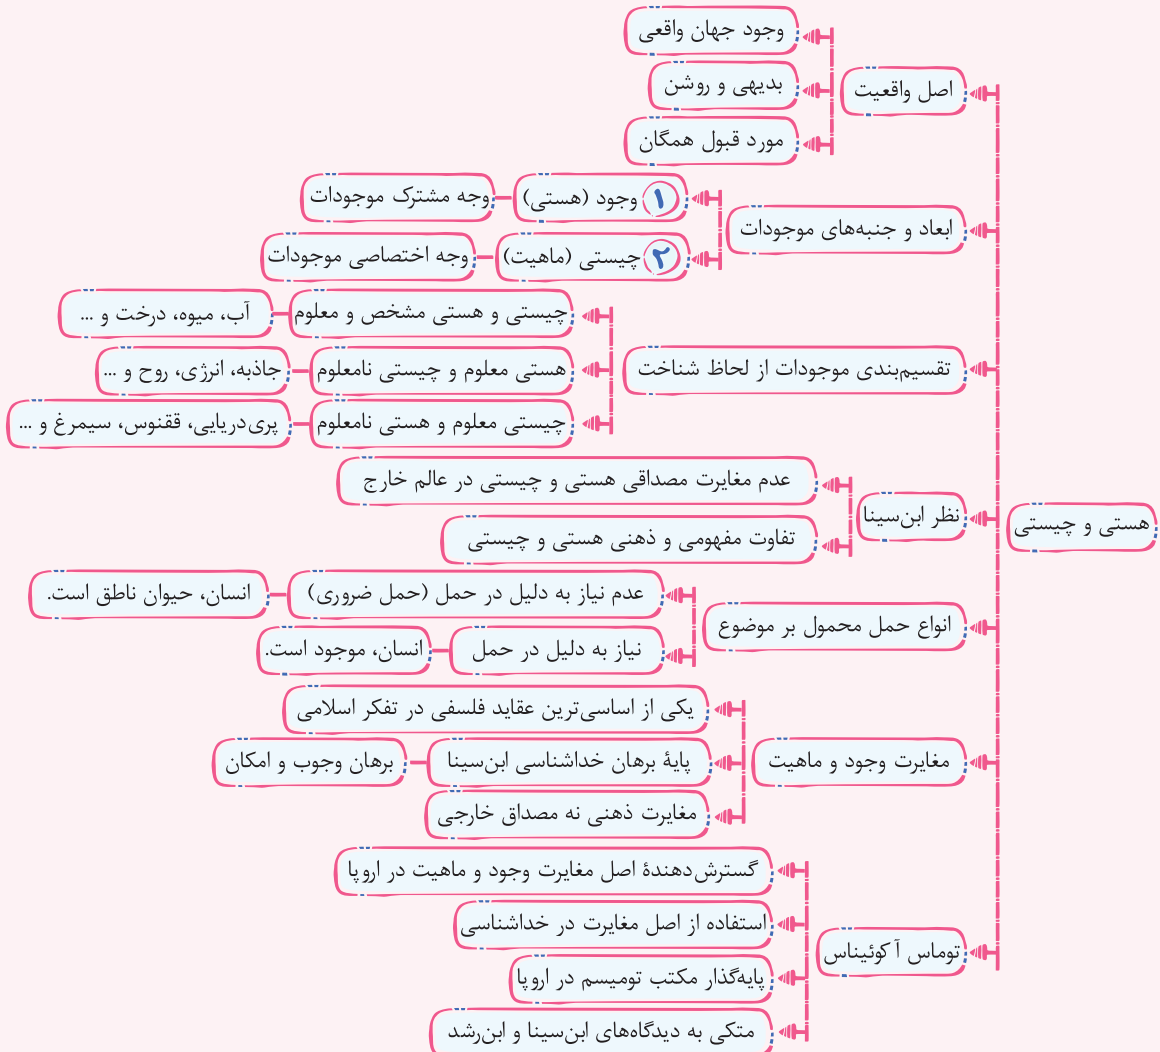 هستی و چیستی
اصل واقعیت
وجود جهان واقعی
بدیهی و روشن
مورد قبول همگان
ابعاد و جنبه‌های موجودات
۱ وجود (هستی)
وجه مشترک موجودات
۲ چیستی (ماهیت)
وجه اختصاصی موجودات
تقسیم‌بندی موجودات از لحاظ شناخت
چیستی و هستی مشخص و معلوم
آب، میوه، درخت و ...
هستی معلوم و چیستی نامعلوم
جاذبه، انرژی، روح و ...
چیستی معلوم و هستی نامعلوم
پری‌دریایی، ققنوس، سیمرغ و ...
نظر ابن‌سینا
عدم مغایرت مصداقی هستی و چیستی در عالم خارج
تفاوت مفهومی و ذهنی هستی و چیستی
انواع حمل محمول بر موضوع
عدم نیاز به دلیل در حمل (حمل ضروری)
انسان، حیوان ناطق است.
نیاز به دلیل در حمل
انسان، موجود است.
مغایرت وجود و ماهیت
یکی از اساسی‌ترین عقاید فلسفی در تفکر اسلامی
پایهٔ برهان خداشناسی ابن‌سینا
برهان وجوب و امکان
مغایرت ذهنی نه مصداق خارجی
توماس آکوئیناس
گسترش‌دهندهٔ اصل مغایرت وجود و ماهیت در اروپا
استفاده از اصل مغایرت در خداشناسی
پایه‌گذار مکتب تومیسم در اروپا
متکی به دیدگاه‌های ابن‌سینا و ابن‌رشد